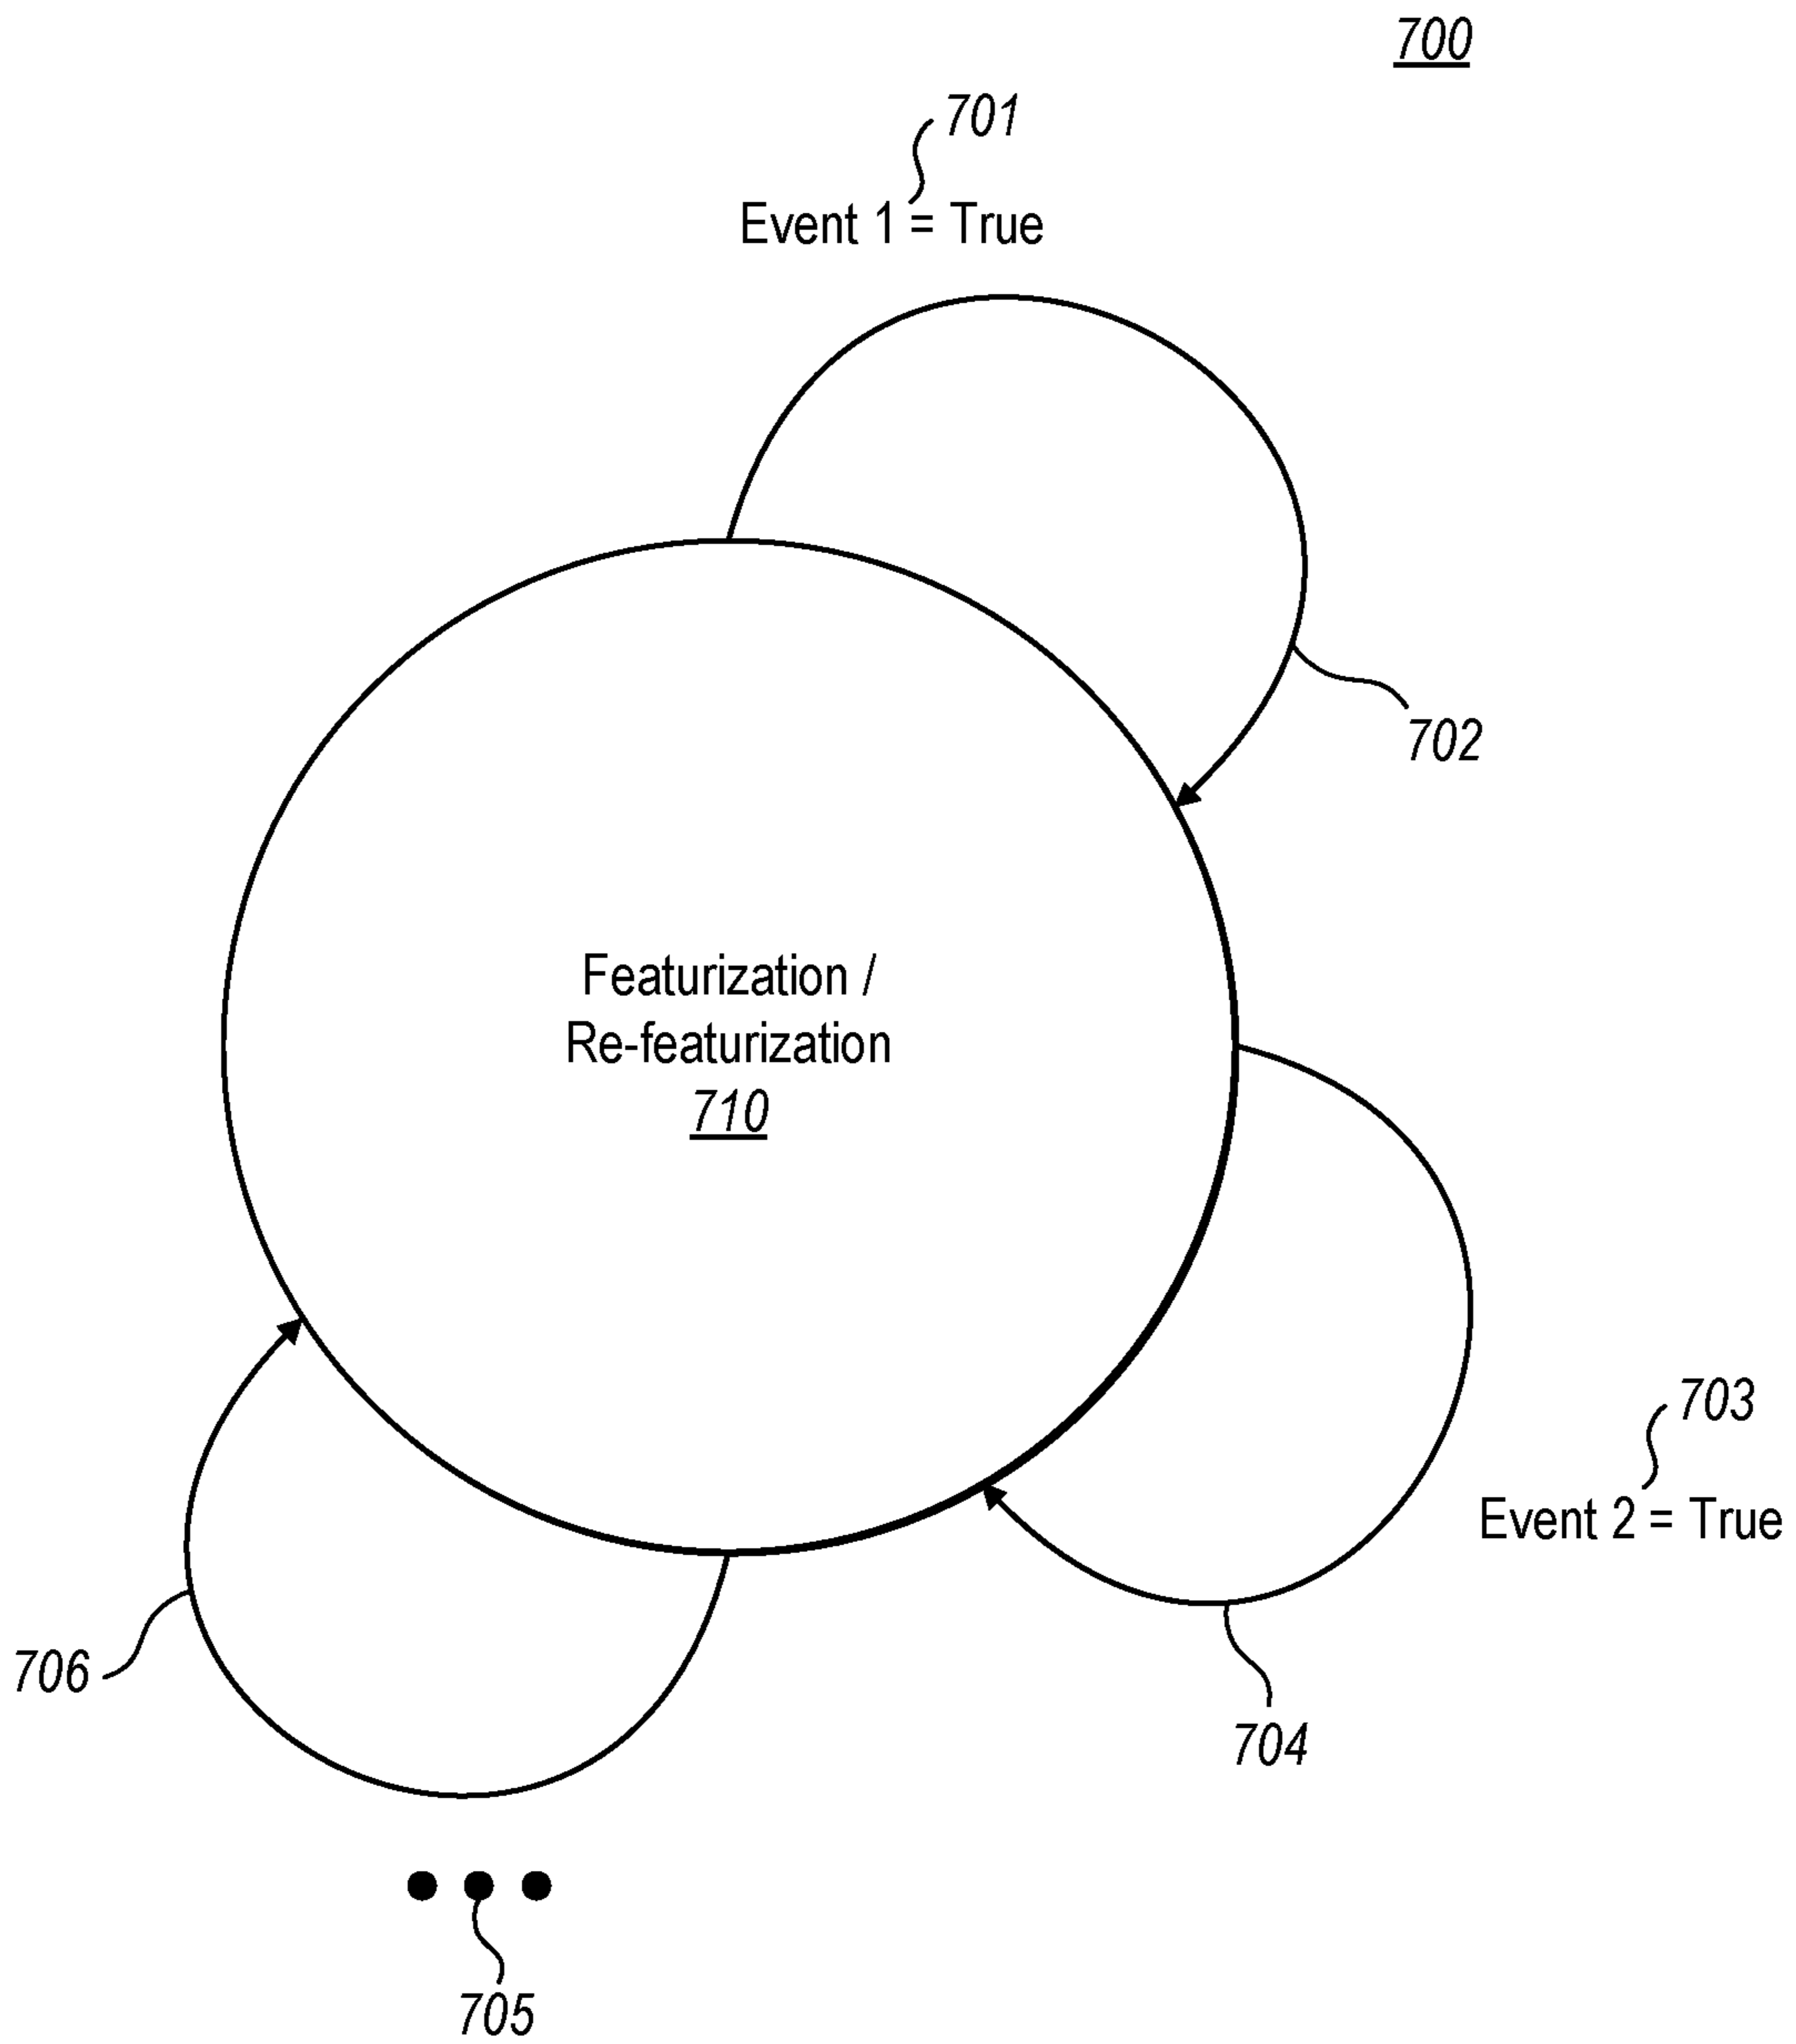 700
701
Event 1 = True
702
Featurization /
Re-featurization
710
703
Event 2 = True
706
704
705